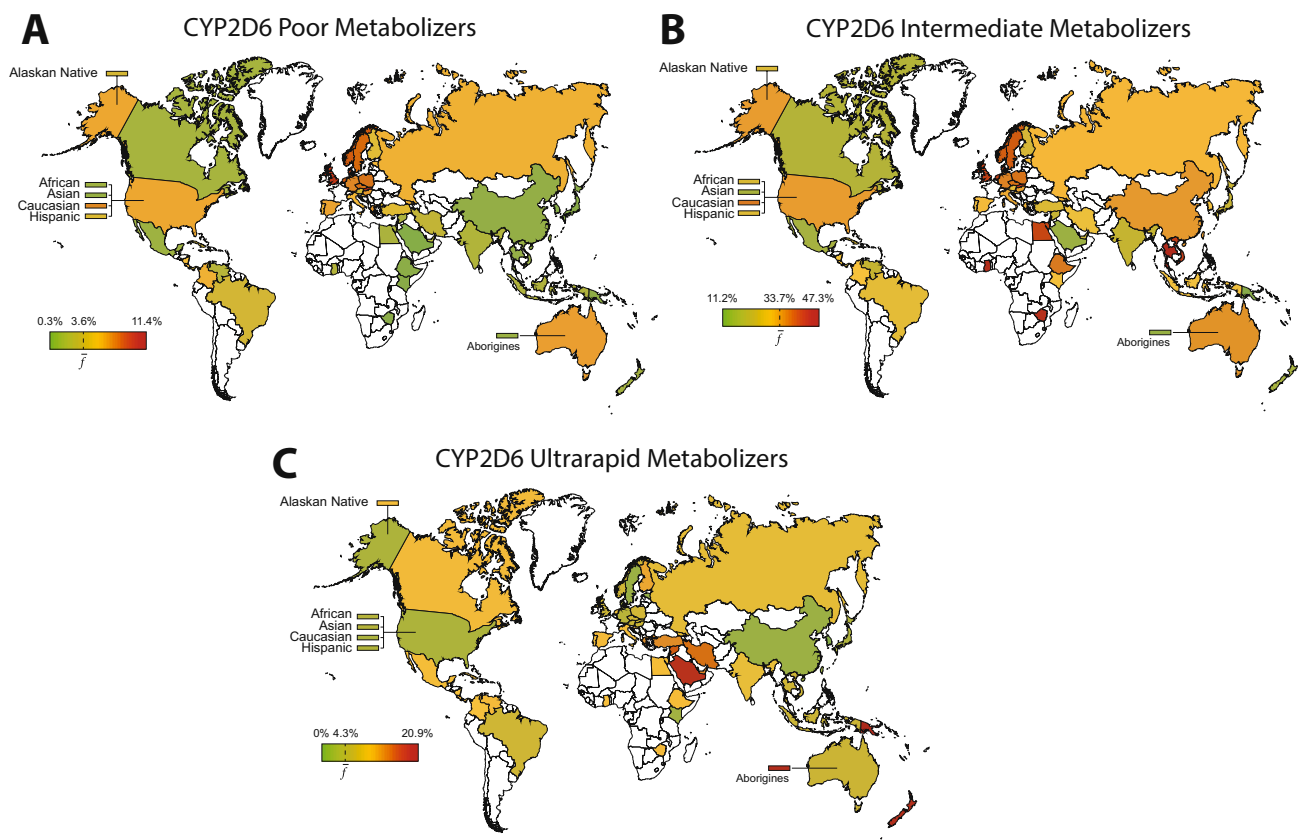 A
CYP2D6 Poor Metabolizers
Alaskan Native
African
Asian
Caucasian
Hispanic
0.3% 3.6% 11.4%
f̄
Aborigines
B
CYP2D6 Intermediate Metabolizers
Alaskan Native
African
Asian
Caucasian
Hispanic
11.2% 33.7% 47.3%
f̄
Aborigines
C
CYP2D6 Ultrarapid Metabolizers
Alaskan Native
African
Asian
Caucasian
Hispanic
0% 4.3% 20.9%
f̄
Aborigines